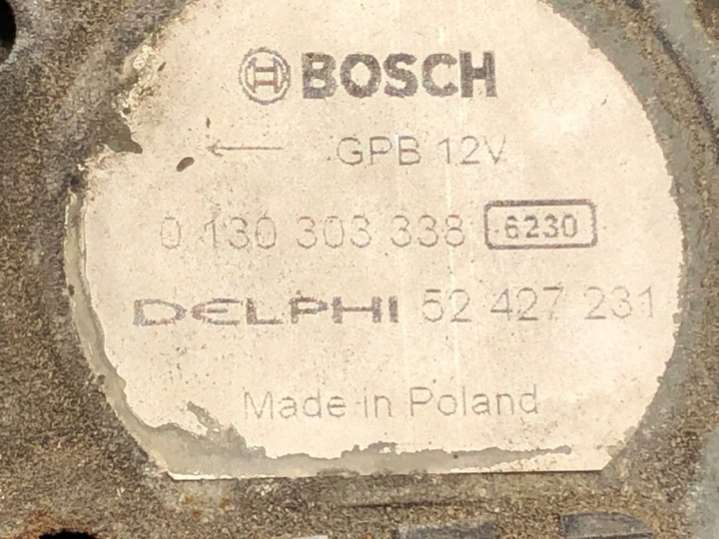 BOSCH
← GPB 12V
0 130 303 338 6230
DELPHI 52 427 231
Made in Poland